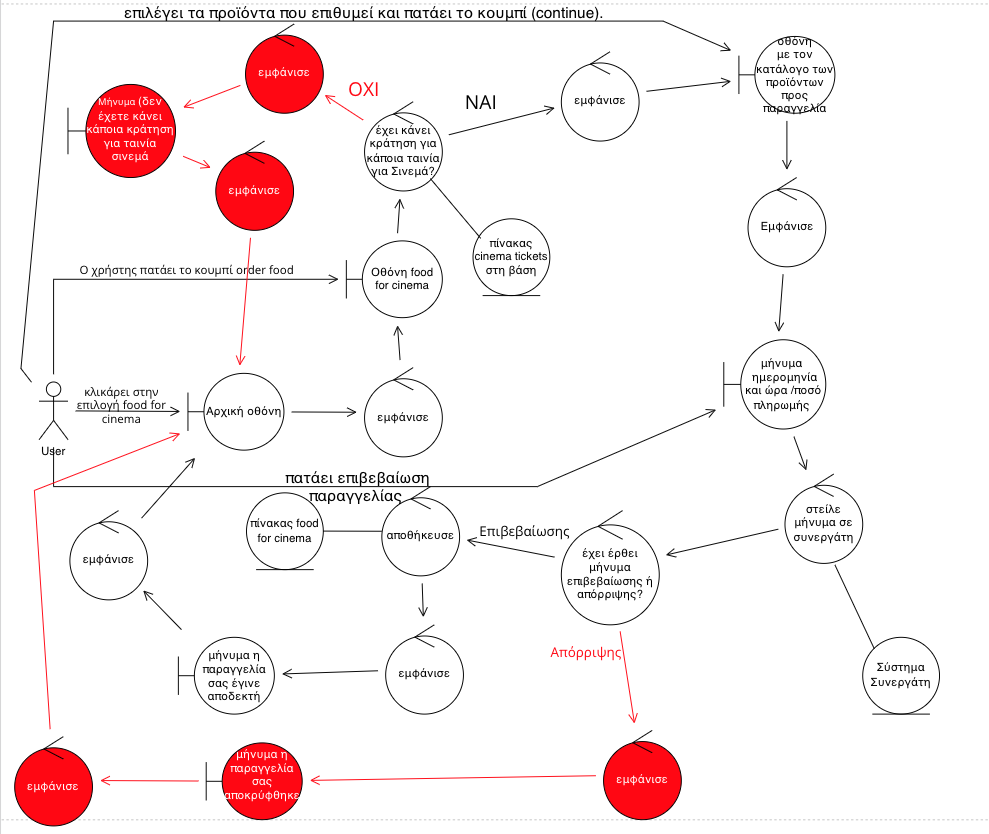 επιλέγει τα προϊόντα που επιθυμεί και πατάει το κουμπί (continue).
εμφάνισε
ΟΧΙ
ΝΑΙ
εμφάνισε
οθόνη
με τον
κατάλογο των
προϊόντων
προς
παραγγελία
Μήνυμα (δεν
έχετε κάνει
κάποια κράτηση
για ταινία
σινεμά
έχει κάνει
κράτηση για
κάποια ταινία
για Σινεμά?
εμφάνισε
Εμφάνισε
πίνακας
cinema tickets
στη βάση
Ο χρήστης πατάει το κουμπί order food
Οθόνη food
for cinema
μήνυμα
ημερομηνία
και ώρα /ποσό
πληρωμής
κλικάρει στην
επιλογή food for
cinema
Αρχική οθόνη
εμφάνισε
User
πατάει επιβεβαίωση
παραγγελίας
πίνακας food
for cinema
αποθήκευσε
Επιβεβαίωσης
στείλε
μήνυμα σε
συνεργάτη
εμφάνισε
έχει έρθει
μήνυμα
επιβεβαίωσης ή
απόρριψης?
Απόρριψης
μήνυμα η
παραγγελία
σας έγινε
αποδεκτή
εμφάνισε
Σύστημα
Συνεργάτη
εμφάνισε
μήνυμα η
παραγγελία
σας
αποκρύφθηκε
εμφάνισε